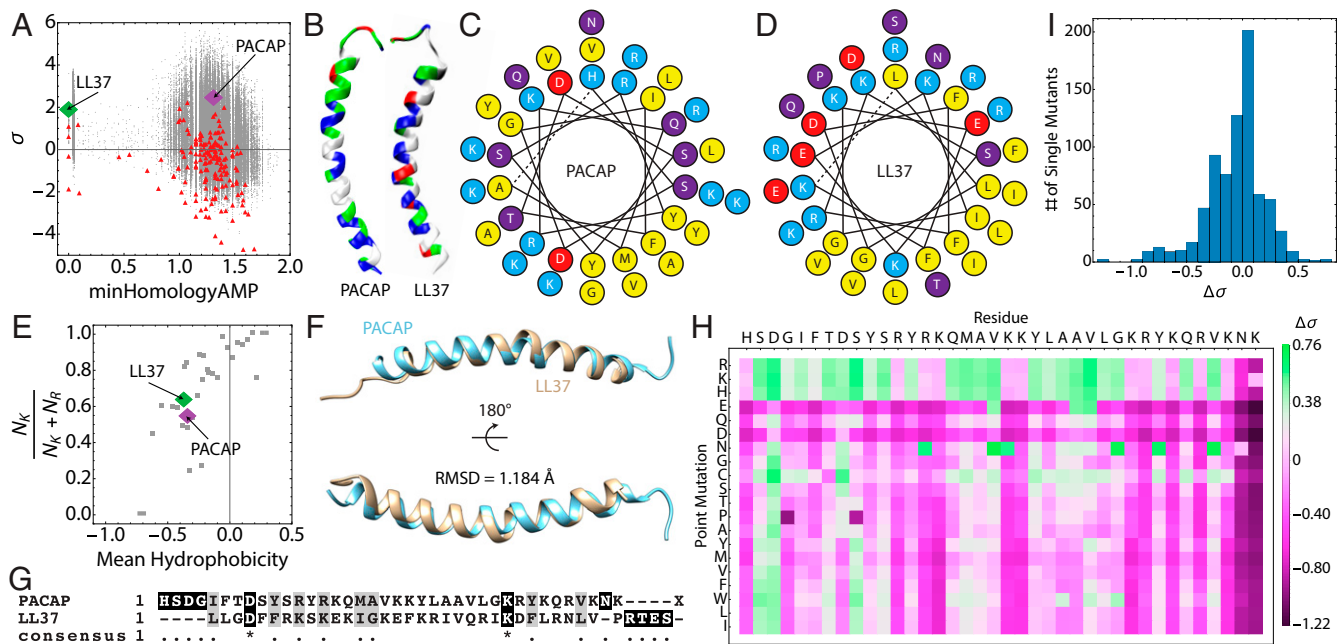 A
6
4
2
0
−2
−4
σ
LL37
PACAP
0.0
0.5
1.0
1.5
2.0
minHomologyAMP
B
PACAP
LL37
C
N
V
V
H
R
Q
D
R
L
Y
K
I
R
G
Q
K
S
S
L
K
A
S
K
K
A
T
Y
Y
K
R
F
A
K
D
Y
M
V
G
PACAP
D
S
R
D
L
N
P
K
K
R
Q
D
F
R
R
E
E
S
F
E
K
L
I
K
R
I
L
V
G
G
F
I
V
K
F
L
T
LL37
I
# of Single Mutants
200
150
100
50
0
−1.0
−0.5
0.0
0.5
Δσ
E
N_K
N_K + N_R
1.0
0.8
0.6
0.4
0.2
0.0
LL37
PACAP
−1.0
−0.5
0.0
0.5
Mean Hydrophobicity
F
PACAP
LL37
180°
RMSD = 1.184 Å
H
Residue
H S D G I F T D S Y S R Y R K Q M A V K K Y L A A V L G K R Y K Q R V K N K
Point Mutation
R
K
H
E
Q
D
N
G
C
S
T
P
A
Y
M
V
F
W
L
I
Δσ
0.76
0.38
0
−0.40
−0.80
−1.22
G
PACAP 1 HSDGIFTDSYSRYRKQMAVKKYLAAVLGKRYKQRVKNK----X
LL37 1 ----LLGDFFRKSKEKIGKEFKRIVQRIKDFLRNLV-PRTES-
consensus 1 ..... * .. . .. .. * . .. . .